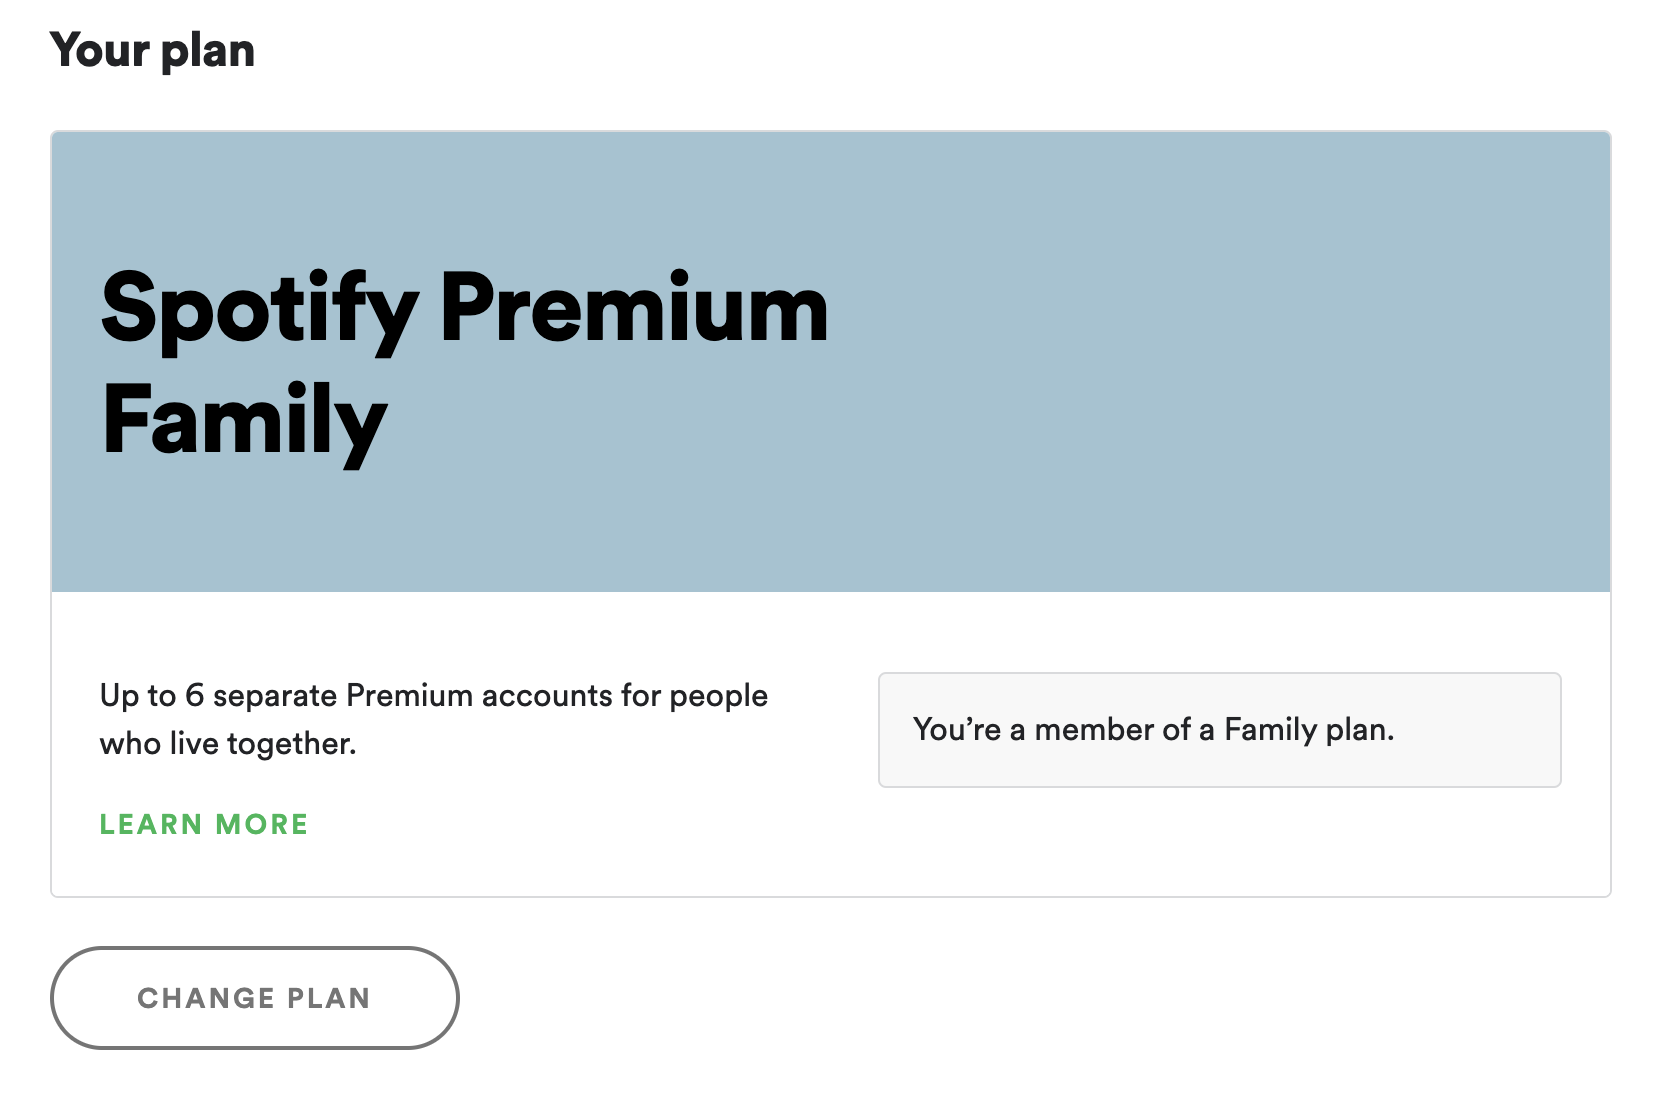 Your plan
Spotify Premium
Family
Up to 6 separate Premium accounts for people
who live together.
LEARN MORE
You’re a member of a Family plan.
CHANGE PLAN